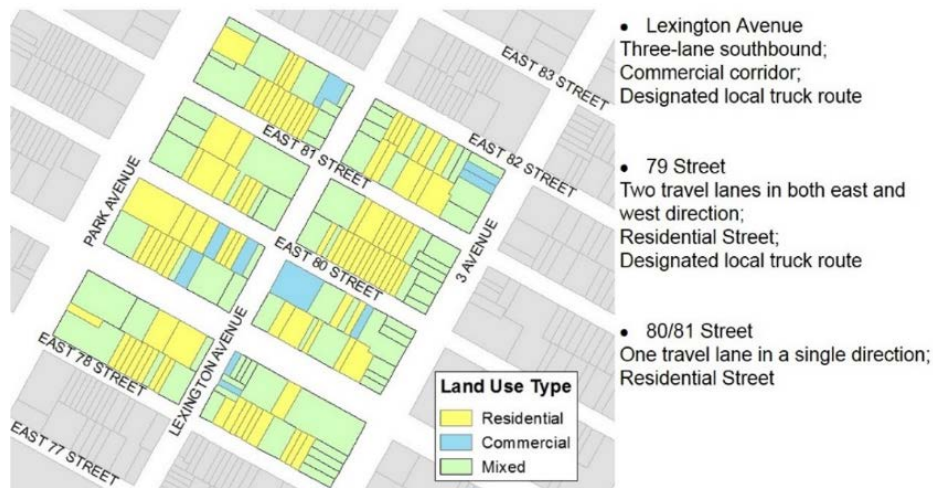 EAST 83 STREET
EAST 82 STREET
EAST 81 STREET
EAST 80 STREET
EAST 78 STREET
EAST 77 STREET
PARK AVENUE
LEXINGTON AVENUE
3 AVENUE
Land Use Type
Residential
Commercial
Mixed
• Lexington Avenue
Three-lane southbound;
Commercial corridor;
Designated local truck route
• 79 Street
Two travel lanes in both east and
west direction;
Residential Street;
Designated local truck route
• 80/81 Street
One travel lane in a single direction;
Residential Street